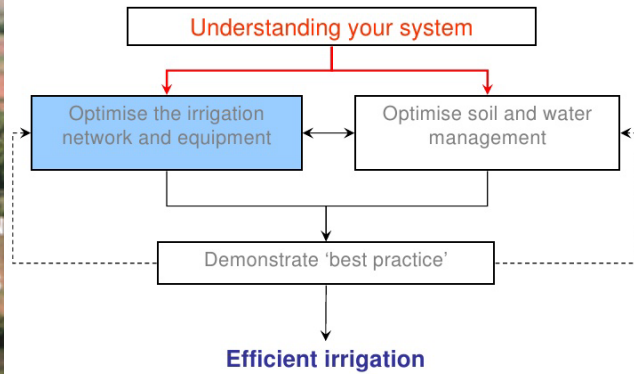 Understanding your system
Optimise the irrigation
network and equipment
Optimise soil and water
management
Demonstrate ‘best practice’
Efficient irrigation